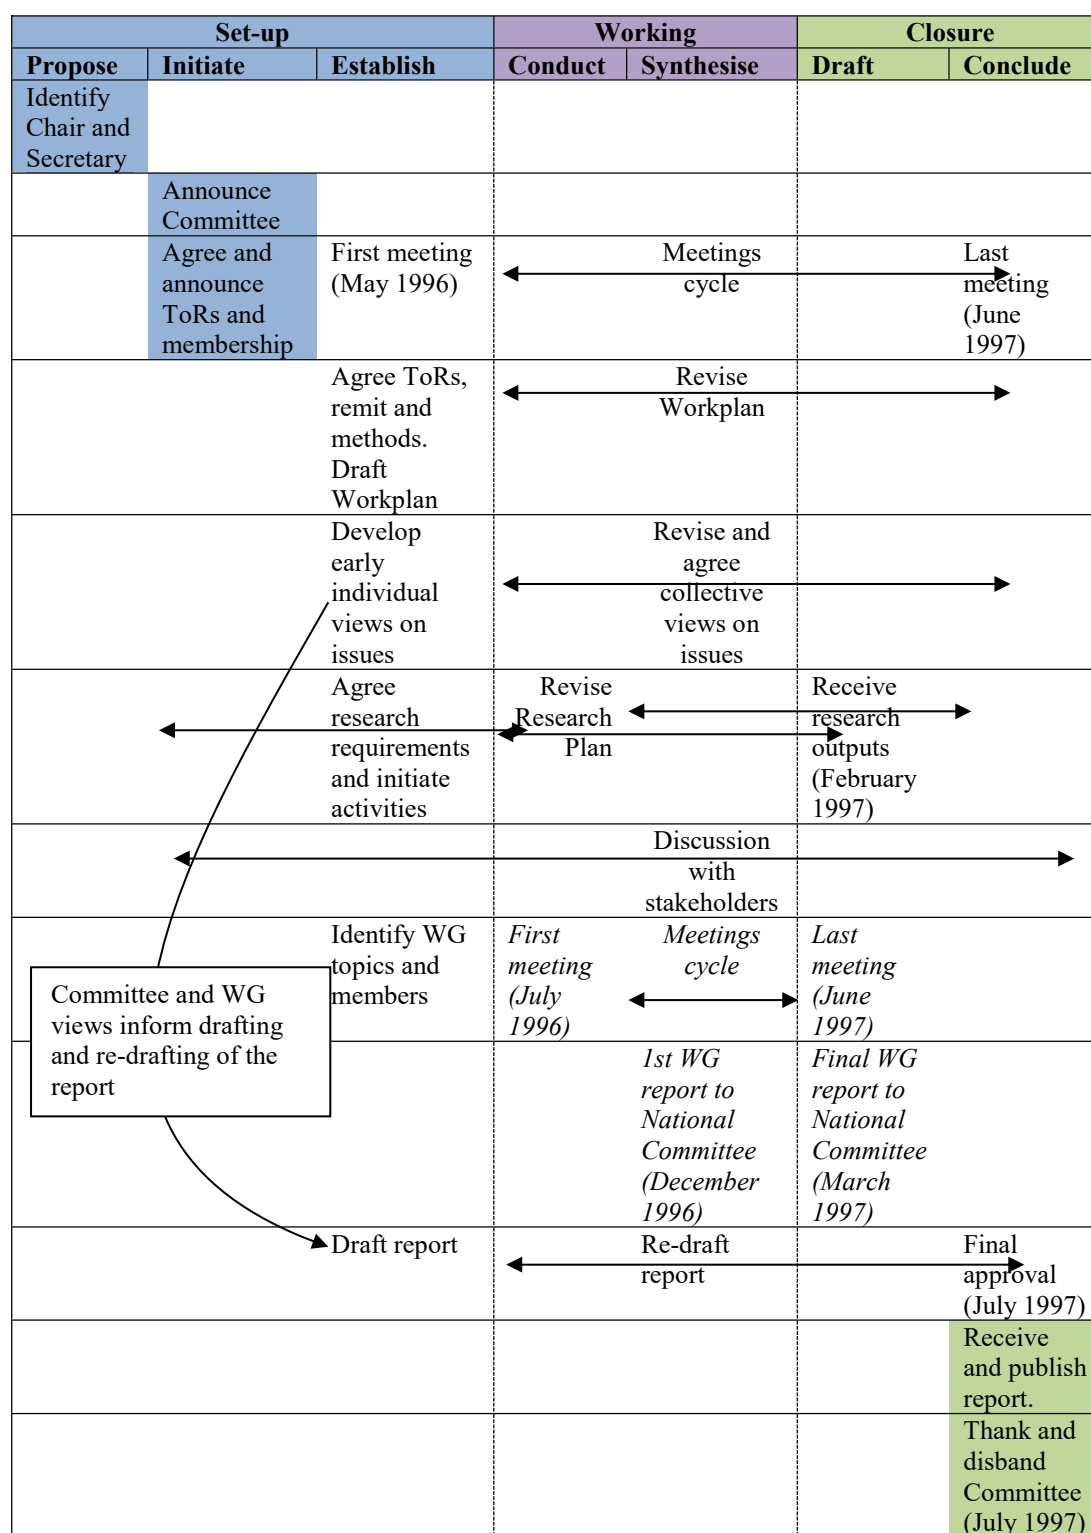 Set-up Working Closure
Propose Initiate Establish Conduct Synthesise Draft Conclude
Identify
Chair and
Secretary
Announce
Committee
Agree and
announce
ToRs and
membership
First meeting
(May 1996)
Meetings
cycle
Last
meeting
(June
1997)
Agree ToRs,
remit and
methods.
Draft
Workplan
Revise
Workplan
Develop
early
individual
views on
issues
Revise and
agree
collective
views on
issues
Agree
research
requirements
and initiate
activities
Revise
Research
Plan
Receive
research
outputs
(February
1997)
Discussion
with
stakeholders
Identify WG
topics and
members
First
meeting
(July
1996)
Meetings
cycle
Last
meeting
(June
1997)
Committee and WG
views inform drafting
and re-drafting of the
report
1st WG
report to
National
Committee
(December
1996)
Final WG
report to
National
Committee
(March
1997)
Draft report
Re-draft
report
Final
approval
(July 1997)
Receive
and publish
report.
Thank and
disband
Committee
(July 1997)